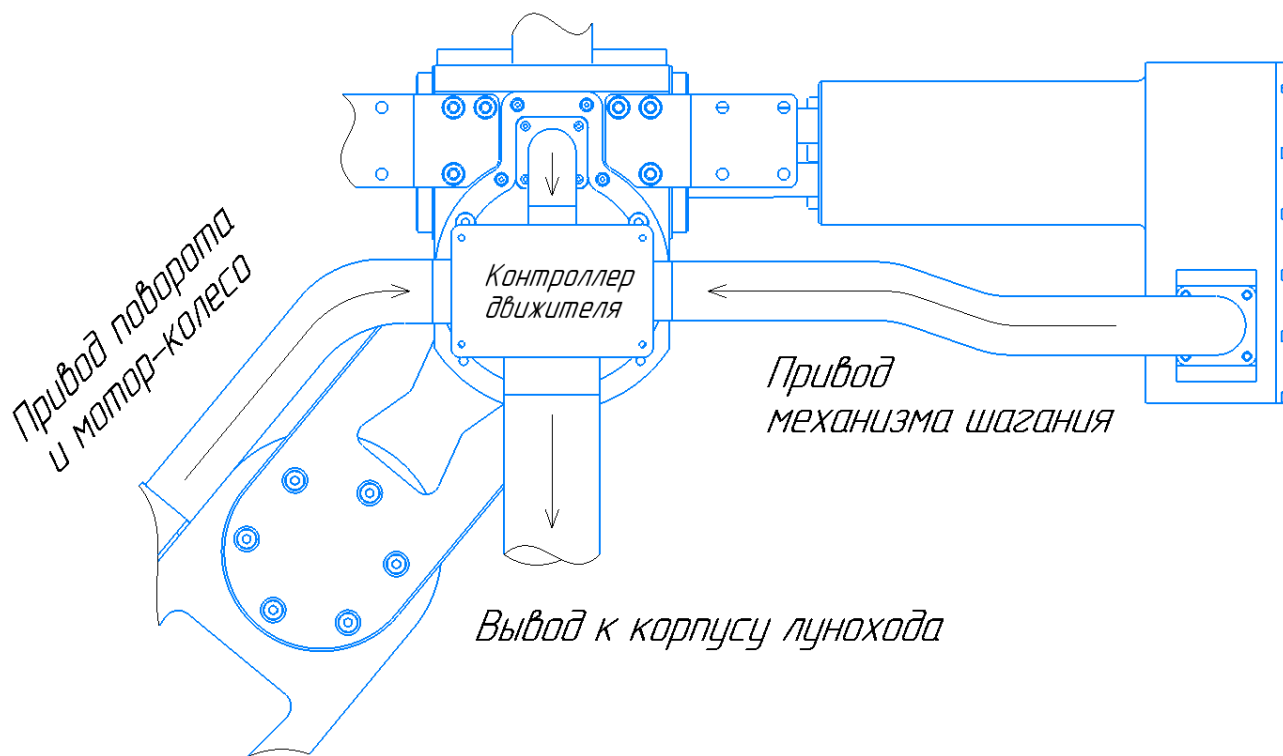 Привод поворота
и мотор-колесо
Контроллер
движителя
Привод
механизма шагания
Вывод к корпусу лунохода